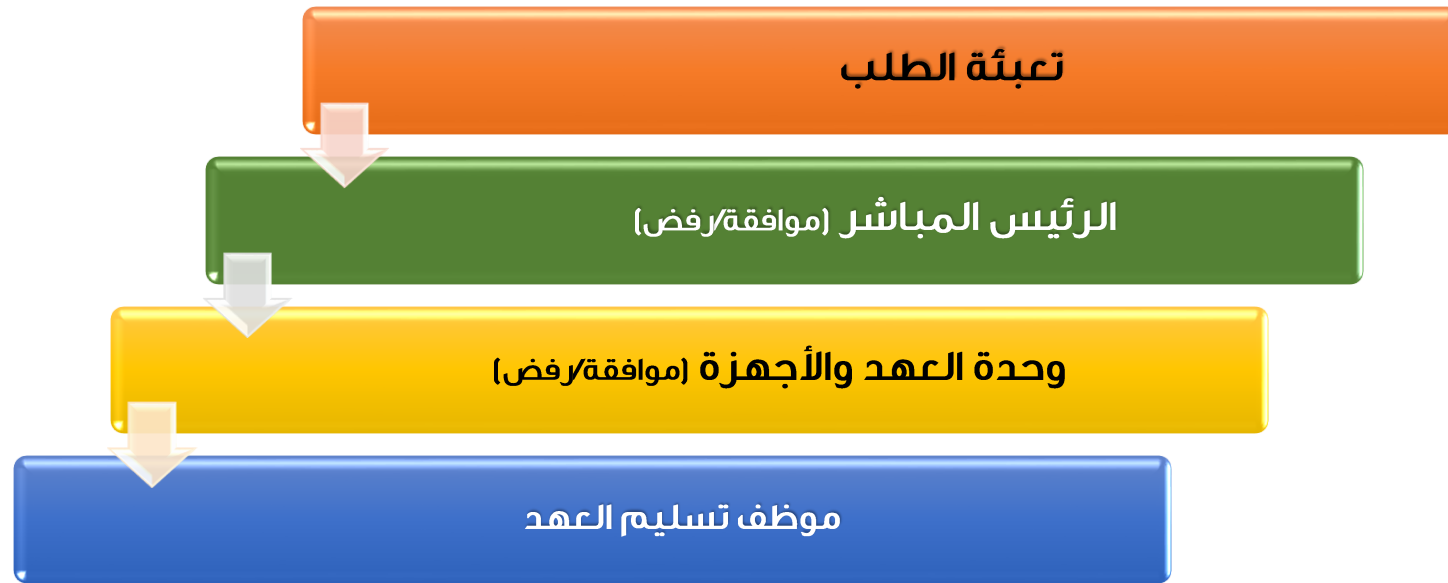 تعبئة الطلب
الرئيس المباشر (موافقة/رفض)
وحدة العهد والأجهزة (موافقة/رفض)
موظف تسليم العهد